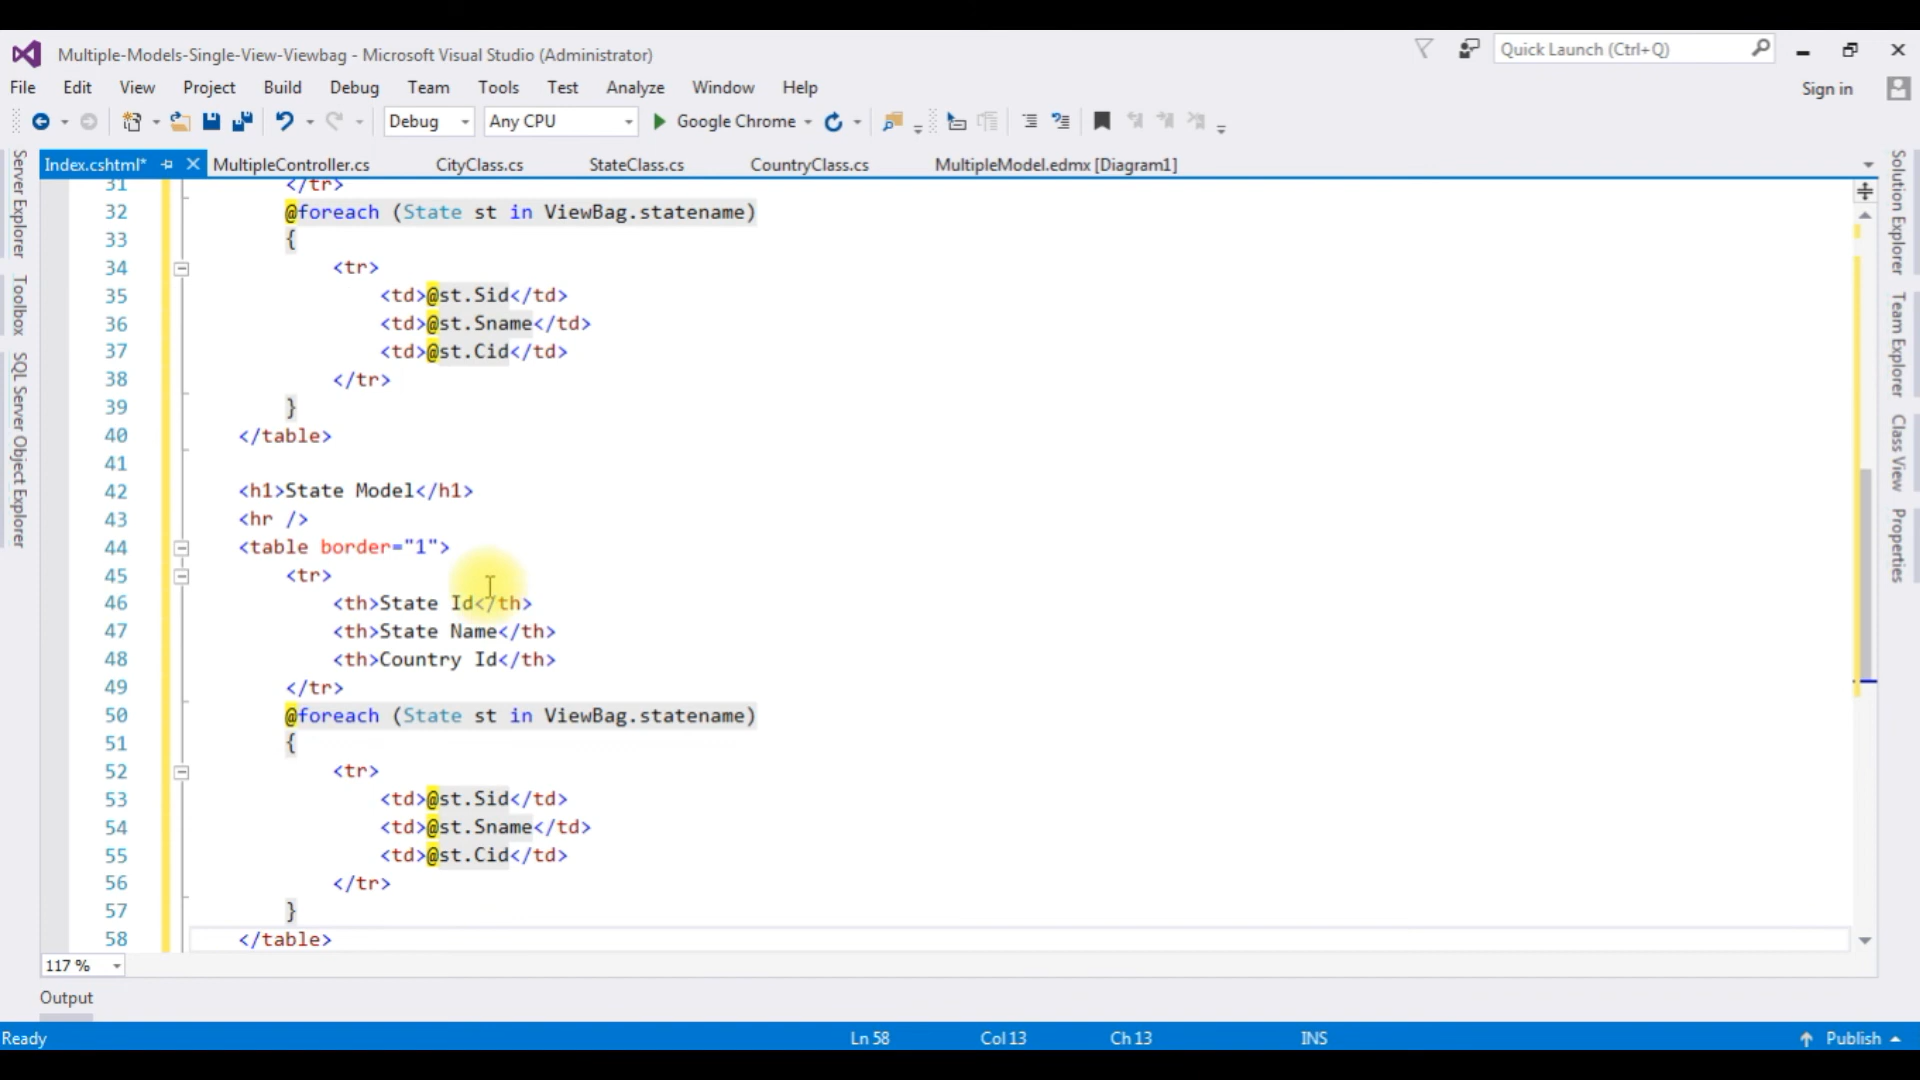 Multiple-Models-Single-View-Viewbag - Microsoft Visual Studio (Administrator)
Quick Launch (Ctrl+Q)
File Edit View Project Build Debug Team Tools Test Analyze Window Help
Sign in
Debug Any CPU Google Chrome
Index.cshtml* MultipleController.cs CityClass.cs StateClass.cs CountryClass.cs MultipleModel.edmx [Diagram1]
Server Explorer
Toolbox
SQL Server Object Explorer
31 </tr>
32 @foreach (State st in ViewBag.statename)
33 {
34 <tr>
35 <td>@st.Sid</td>
36 <td>@st.Sname</td>
37 <td>@st.Cid</td>
38 </tr>
39 }
40 </table>
41
42 <h1>State Model</h1>
43 <hr />
44 <table border="1">
45 <tr>
46 <th>State Id</th>
47 <th>State Name</th>
48 <th>Country Id</th>
49 </tr>
50 @foreach (State st in ViewBag.statename)
51 {
52 <tr>
53 <td>@st.Sid</td>
54 <td>@st.Sname</td>
55 <td>@st.Cid</td>
56 </tr>
57 }
58 </table>
Solution Explorer
Team Explorer
Class View
Properties
117 %
Output
Ready Ln 58 Col 13 Ch 13 INS Publish